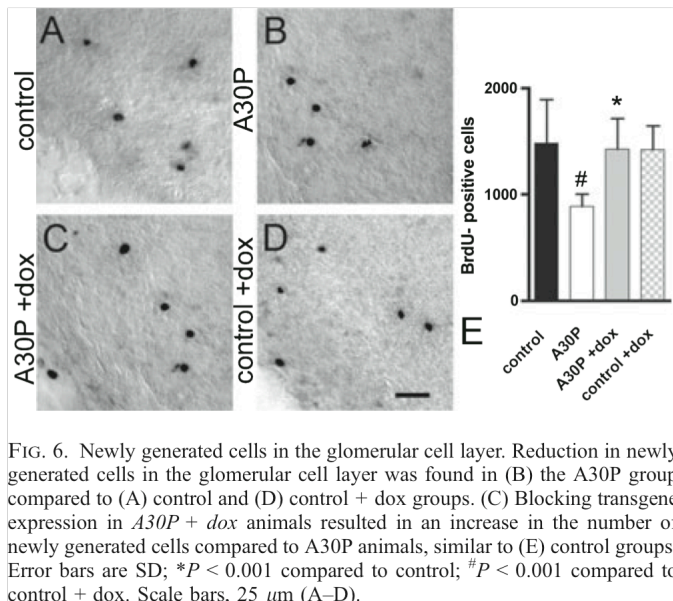 A
control
B
A30P
C
A30P +dox
D
control +dox
BrdU- positive cells
2000
1000
0
#
*
control
A30P
A30P +dox
control +dox
E
FIG. 6. Newly generated cells in the glomerular cell layer. Reduction in newly
generated cells in the glomerular cell layer was found in (B) the A30P group
compared to (A) control and (D) control + dox groups. (C) Blocking transgene
expression in A30P + dox animals resulted in an increase in the number of
newly generated cells compared to A30P animals, similar to (E) control groups
Error bars are SD; *P < 0.001 compared to control; #P < 0.001 compared to
control + dox. Scale bars, 25 μm (A–D).